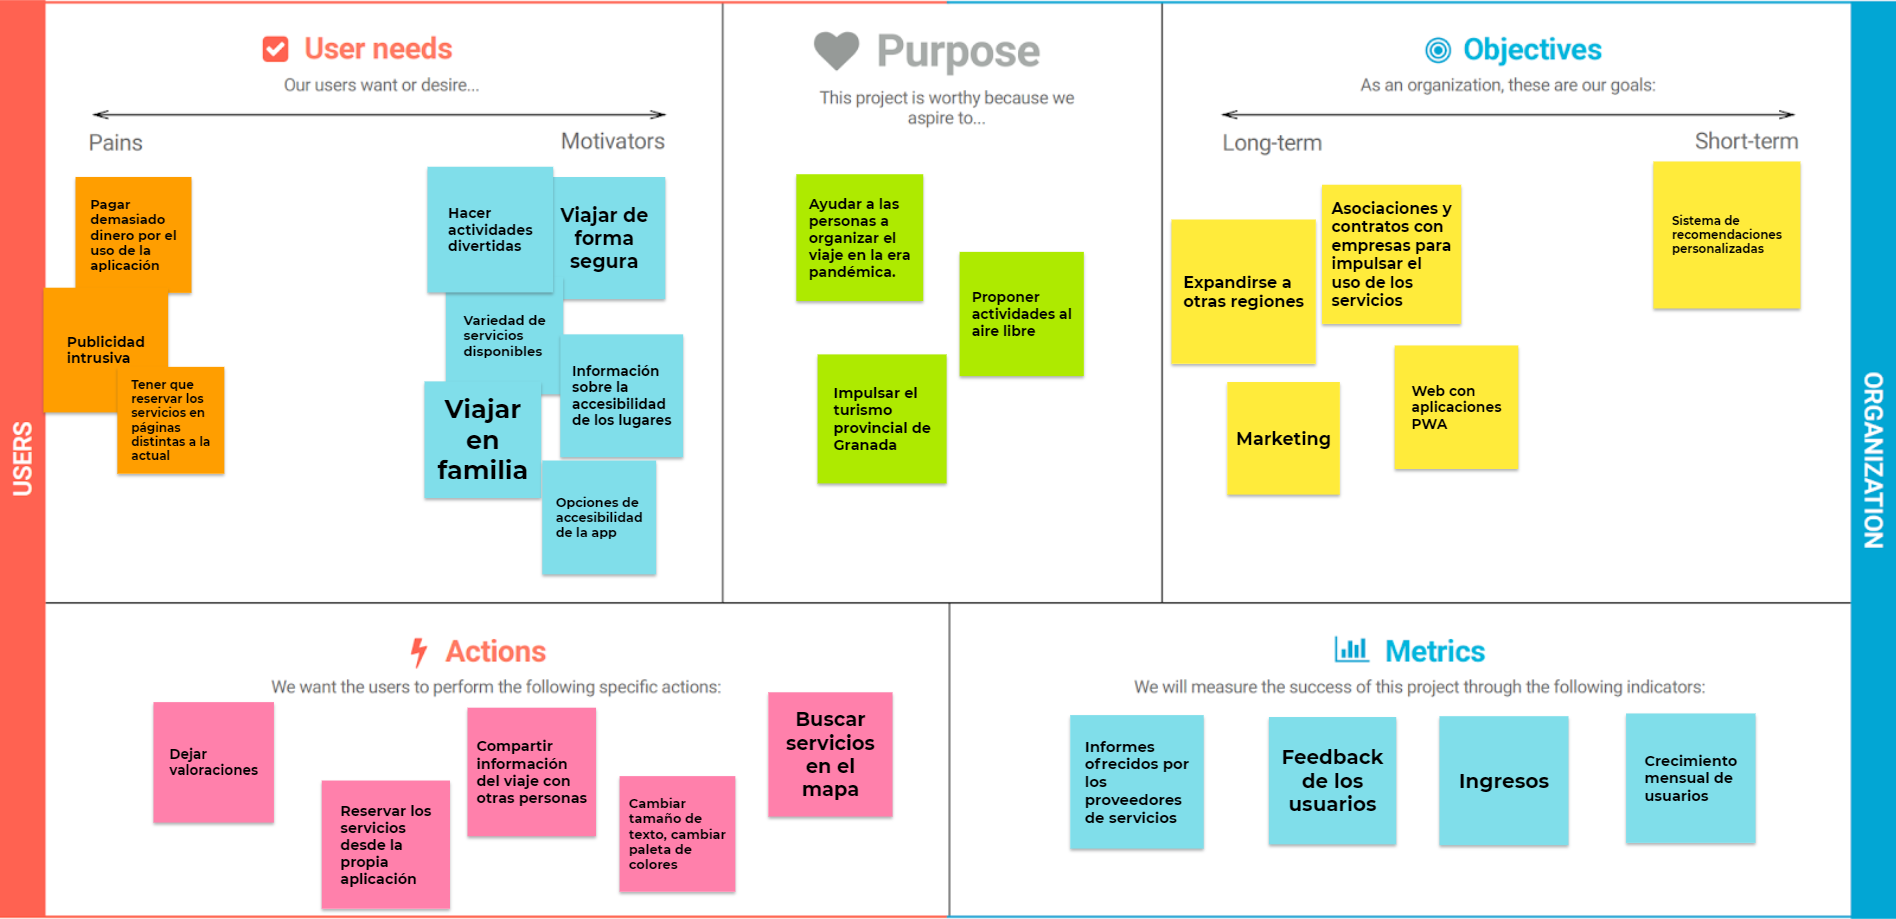 USERS
User needs
Our users want or desire...
Pains
Motivators
Pagar
demasiado
dinero por el
uso de la
aplicación
Publicidad
intrusiva
Tener que
reservar los
servicios en
páginas
distintas a la
actual
Hacer
actividades
divertidas
Viajar de
forma
segura
Variedad de
servicios
disponibles
Información
sobre la
accesibilidad
de los lugares
Viajar
en
familia
Opciones de
accesibilidad
de la app
Purpose
This project is worthy because we
aspire to...
Ayudar a las
personas a
organizar el
viaje en la era
pandémica.
Proponer
actividades al
aire libre
Impulsar el
turismo
provincial de
Granada
Objectives
As an organization, these are our goals:
Long-term
Short-term
Expandirse a
otras regiones
Asociaciones y
contratos con
empresas para
impulsar el
uso de los
servicios
Sistema de
recomendaciones
personalizadas
Marketing
Web con
aplicaciones
PWA
ORGANIZATION
Actions
We want the users to perform the following specific actions:
Dejar
valoraciones
Reservar los
servicios
desde la
propia
aplicación
Compartir
información
del viaje con
otras personas
Cambiar
tamaño de
texto, cambiar
paleta de
colores
Buscar
servicios
en el
mapa
Metrics
We will measure the success of this project through the following indicators:
Informes
ofrecidos por
los
proveedores
de servicios
Feedback
de los
usuarios
Ingresos
Crecimiento
mensual de
usuarios